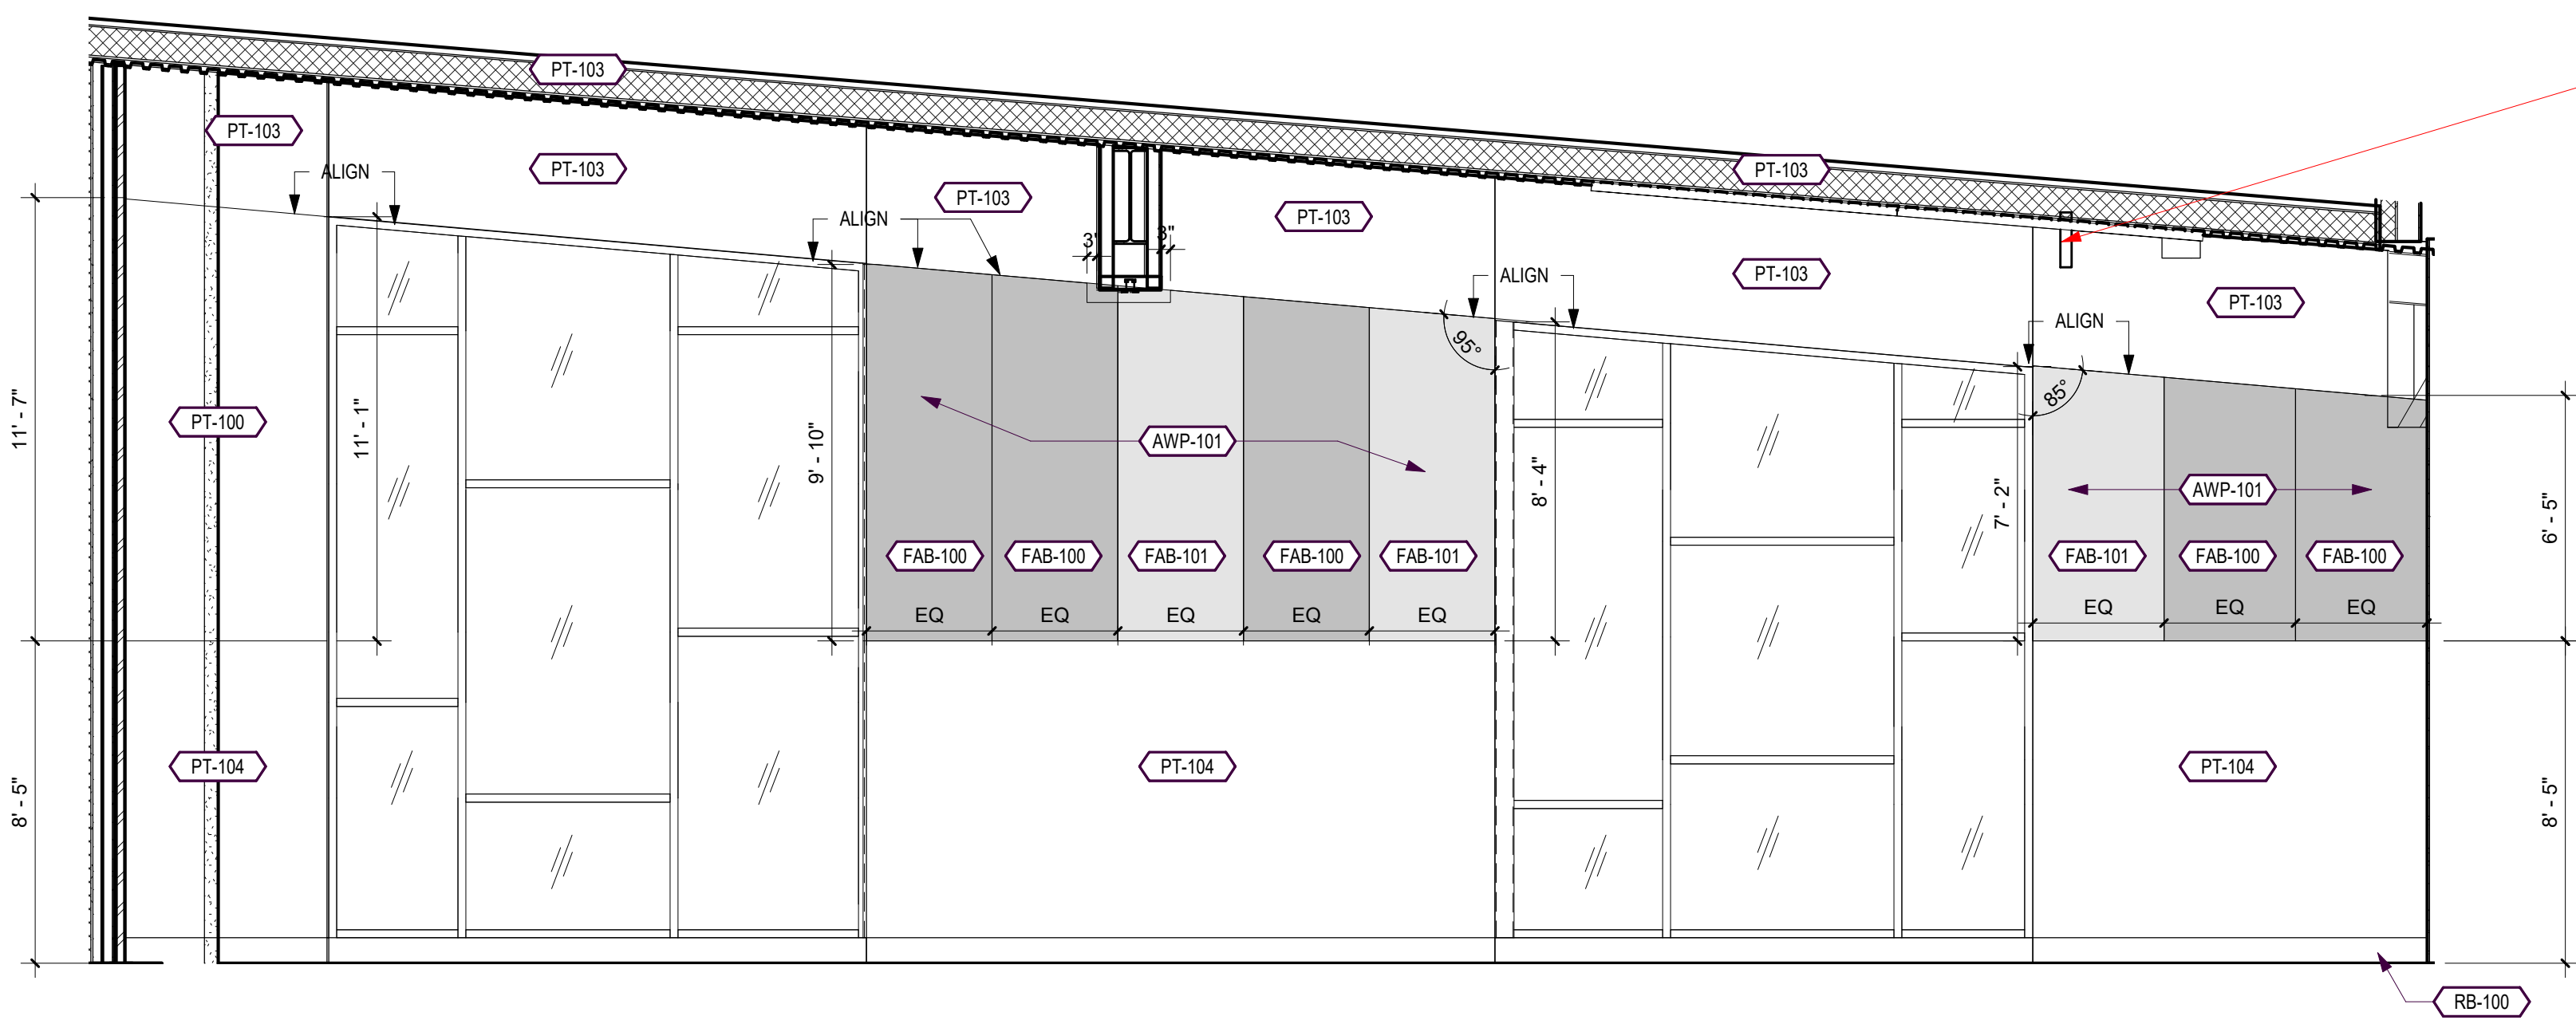 PT-103
PT-103
ALIGN
PT-103
PT-103
PT-103
ALIGN
PT-103
3"
3"
ALIGN
PT-103
PT-103
ALIGN
95°
85°
11' - 7"
PT-100
11' - 1"
9' - 10"
AWP-101
8' - 4"
7' - 2"
AWP-101
6' - 5"
FAB-100
FAB-100
FAB-101
FAB-100
FAB-101
FAB-101
FAB-100
FAB-100
EQ
EQ
EQ
EQ
EQ
EQ
EQ
EQ
8' - 5"
PT-104
PT-104
PT-104
8' - 5"
RB-100